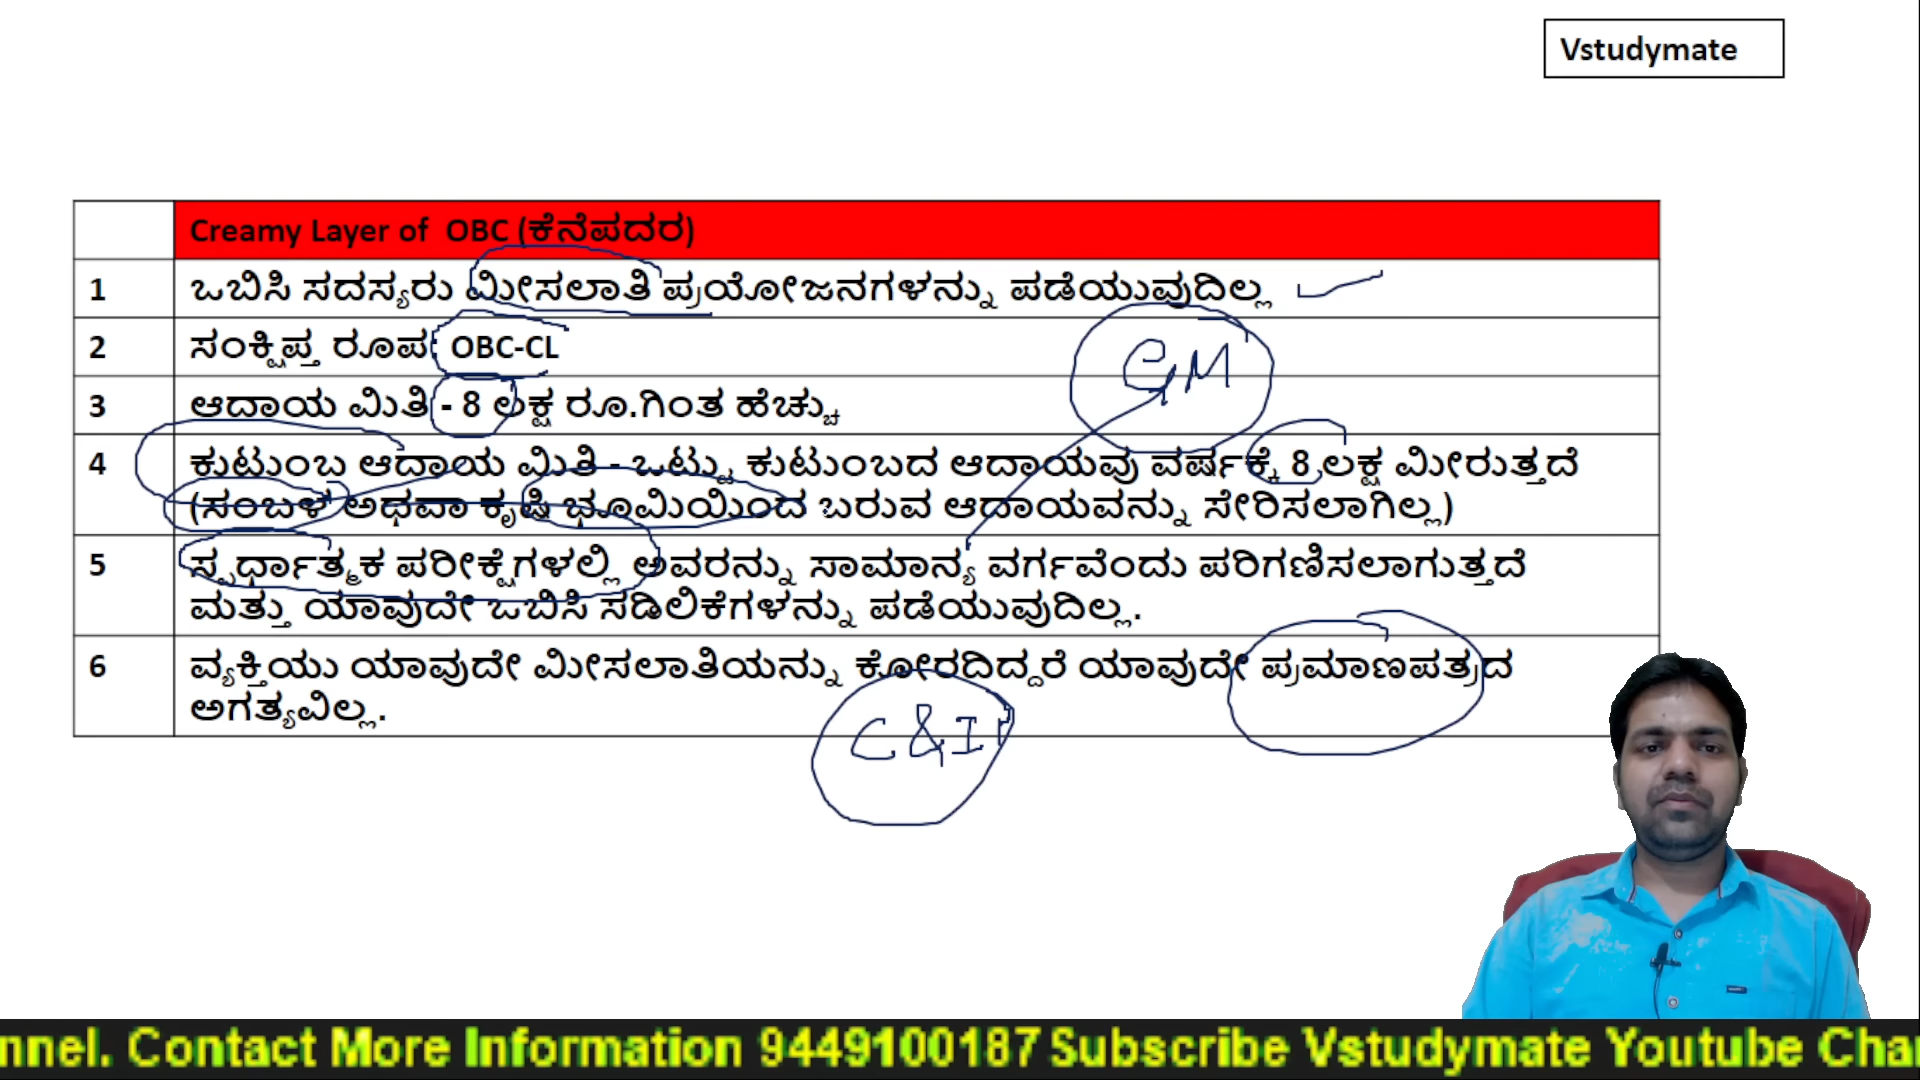 Vstudymate
Creamy Layer of OBC (ಕೆನೆಪದರ)
1 ಒಬಿಸಿ ಸದಸ್ಯರು ಮೀಸಲಾತಿ ಪ್ರಯೋಜನಗಳನ್ನು ಪಡೆಯುವುದಿಲ್ಲ
2 ಸಂಕ್ಷಿಪ್ತ ರೂಪ: OBC-CL
GM
3 ಆದಾಯ ಮಿತಿ - 8 ಲಕ್ಷ ರೂ.ಗಿಂತ ಹೆಚ್ಚು
4 ಕುಟುಂಬ ಆದಾಯ ಮಿತಿ - ಒಟ್ಟು ಕುಟುಂಬದ ಆದಾಯವು ವರ್ಷಕ್ಕೆ 8 ಲಕ್ಷ ಮೀರುತ್ತದೆ
(ಸಂಬಳ ಅಥವಾ ಕೃಷಿ ಭೂಮಿಯಿಂದ ಬರುವ ಆದಾಯವನ್ನು ಸೇರಿಸಲಾಗಿಲ್ಲ)
5 ಸ್ಪರ್ಧಾತ್ಮಕ ಪರೀಕ್ಷೆಗಳಲ್ಲಿ ಅವರನ್ನು ಸಾಮಾನ್ಯ ವರ್ಗವೆಂದು ಪರಿಗಣಿಸಲಾಗುತ್ತದೆ
ಮತ್ತು ಯಾವುದೇ ಒಬಿಸಿ ಸಡಿಲಿಕೆಗಳನ್ನು ಪಡೆಯುವುದಿಲ್ಲ.
6 ವ್ಯಕ್ತಿಯು ಯಾವುದೇ ಮೀಸಲಾತಿಯನ್ನು ಕೋರದಿದ್ದರೆ ಯಾವುದೇ ಪ್ರಮಾಣಪತ್ರದ
ಅಗತ್ಯವಿಲ್ಲ.
C & I
nnel. Contact More Information 9449100187 Subscribe Vstudymate Youtube Cha